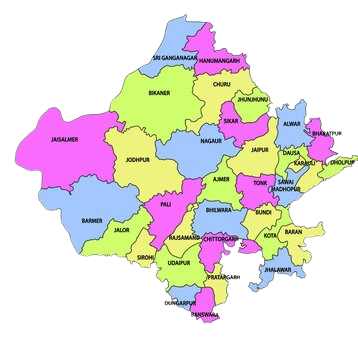 SRI GANGANAGAR
HANUMANGARH
CHURU
BIKANER
JHUNJHUNU
SIKAR
ALWAR
BHARATPUR
JAISALMER
NAGAUR
JAIPUR
DAUSA
JODHPUR
KARAULI
DHOLPUR
AJMER
TONK
SAWAI
MADHOPUR
PALI
BARMER
BHILWARA
BUNDI
JALOR
RAJSAMAND
CHITTORGARH
KOTA
BARAN
SIROHI
UDAIPUR
JHALAWAR
PRATAPGARH
DUNGARPUR
BANSWARA